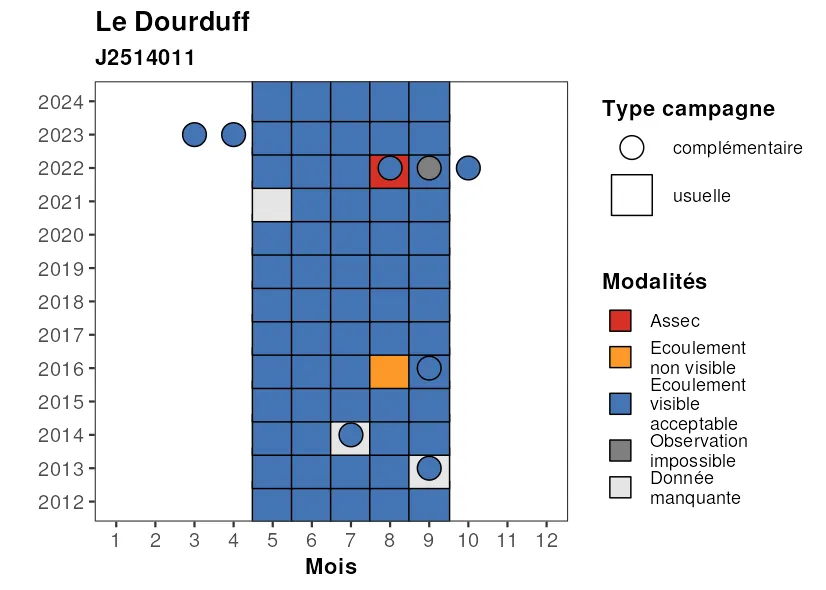 Le Dourduff
J2514011
2024
2023
2022
2021
2020
2019
2018
2017
2016
2015
2014
2013
2012
1 2 3 4 5 6 7 8 9 10 11 12
Mois
Type campagne
complémentaire
usuelle
Modalités
Assec
Ecoulement
non visible
Ecoulement
visible
acceptable
Observation
impossible
Donnée
manquante